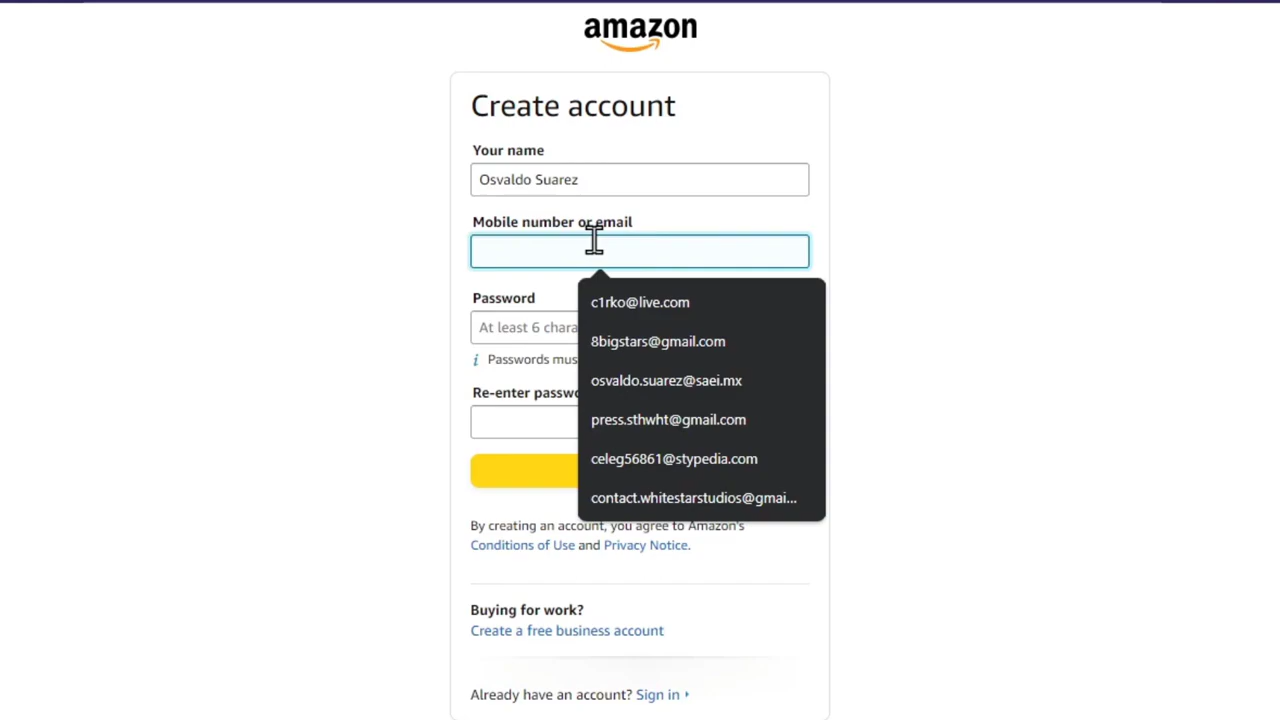 amazon
Create account
Your name
Osvaldo Suarez
Mobile number or email
Password
At least 6 chara
i Passwords mus
Re-enter passwo
c1rko@live.com
8bigstars@gmail.com
osvaldo.suarez@saei.mx
press.sthwht@gmail.com
celeg56861@stypedia.com
contact.whitestarstudios@gmai...
By creating an account, you agree to Amazon's
Conditions of Use and Privacy Notice.
Buying for work?
Create a free business account
Already have an account? Sign in